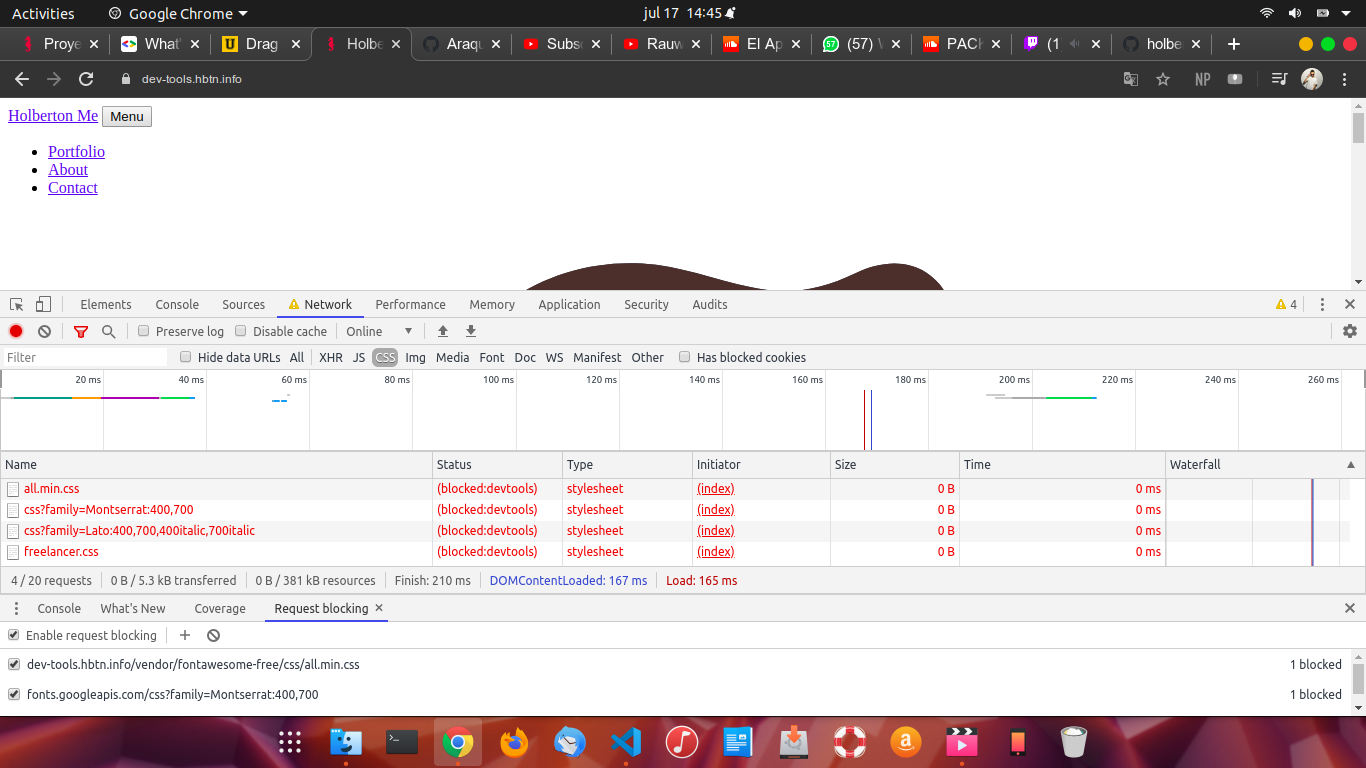 Activities Google Chrome jul 17 14:45
Proye What' Drag Holbe Araqu Subsc Rauw El Ap (57) PACK (1 holbe
dev-tools.hbtn.info NP
Holberton Me Menu
Portfolio
About
Contact
Elements Console Sources Network Performance Memory Application Security Audits 4
Preserve log Disable cache Online
Filter Hide data URLs All XHR JS CSS Img Media Font Doc WS Manifest Other Has blocked cookies
20 ms 40 ms 60 ms 80 ms 100 ms 120 ms 140 ms 160 ms 180 ms 200 ms 220 ms 240 ms 260 ms
Name Status Type Initiator Size Time Waterfall
all.min.css (blocked:devtools) stylesheet (index) 0 B 0 ms
css?family=Montserrat:400,700 (blocked:devtools) stylesheet (index) 0 B 0 ms
css?family=Lato:400,700,400italic,700italic (blocked:devtools) stylesheet (index) 0 B 0 ms
freelancer.css (blocked:devtools) stylesheet (index) 0 B 0 ms
4 / 20 requests 0 B / 5.3 kB transferred 0 B / 381 kB resources Finish: 210 ms DOMContentLoaded: 167 ms Load: 165 ms
Console What's New Coverage Request blocking
Enable request blocking
dev-tools.hbtn.info/vendor/fontawesome-free/css/all.min.css 1 blocked
fonts.googleapis.com/css?family=Montserrat:400,700 1 blocked